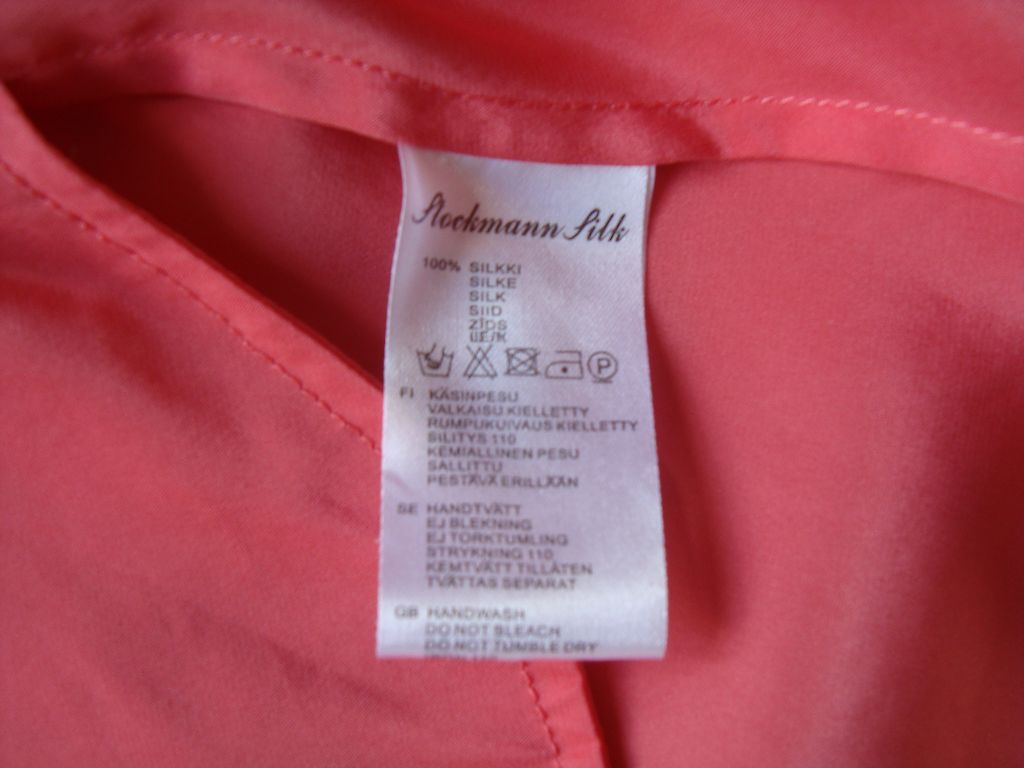 Stockmann Silk
100% SILKKI
SILKE
SILK
SIID
ZĪDS
P
FI KÄSINPESU
VALKAISU KIELLETTY
RUMPUKUIVAUS KIELLETTY
SILITYS 110
KEMIALLINEN PESU
SALLITTU
PESTÄVÄ ERILLÄÄN
SE HANDTVÄTT
EJ BLEKNING
EJ TORKTUMLING
STRYKNING 110
KEMTVÄTT TILLÅTEN
TVÄTTAS SEPARAT
GB HANDWASH
DO NOT BLEACH
DO NOT TUMBLE DRY